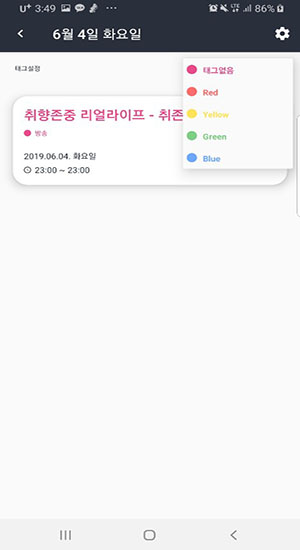 U+ 3:49 LTE 86%
6월 4일 화요일
태그설정
태그없음
Red
Yellow
Green
Blue
취향존중 리얼라이프 - 취존
방송
2019.06.04. 화요일
23:00 ~ 23:00